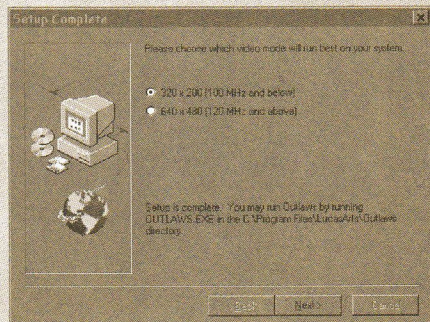 Setup Complete
Please choose which video mode will run best on your system.
320 x 200 (100 MHz and below)
640 x 480 (120 MHz and above)
Setup is complete. You may run Outlaws by running
OUTLAWS.EXE in the C:\Program Files\LucasArts\Outlaws
directory.
< Back
Next >
Cancel